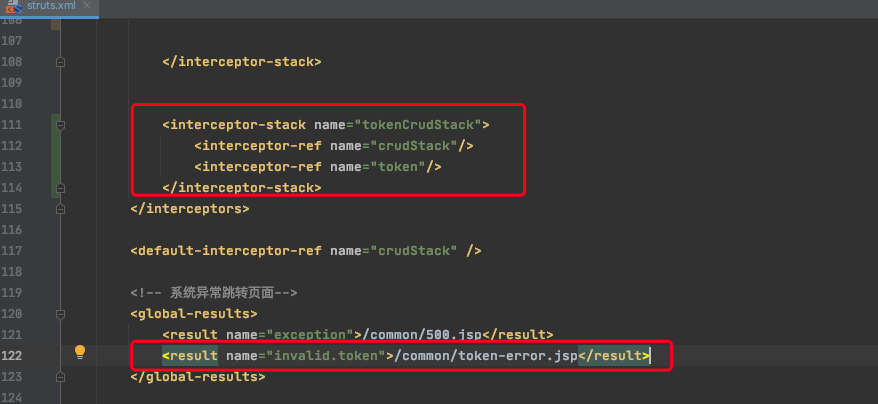 struts.xml
106
107
108 </interceptor-stack>
109
110
111 <interceptor-stack name="tokenCrudStack">
112 <interceptor-ref name="crudStack"/>
113 <interceptor-ref name="token"/>
114 </interceptor-stack>
115 </interceptors>
116
117 <default-interceptor-ref name="crudStack" />
118
119 <!-- 系统异常跳转页面-->
120 <global-results>
121 <result name="exception">/common/500.jsp</result>
122 <result name="invalid.token">/common/token-error.jsp</result>
123 </global-results>
124